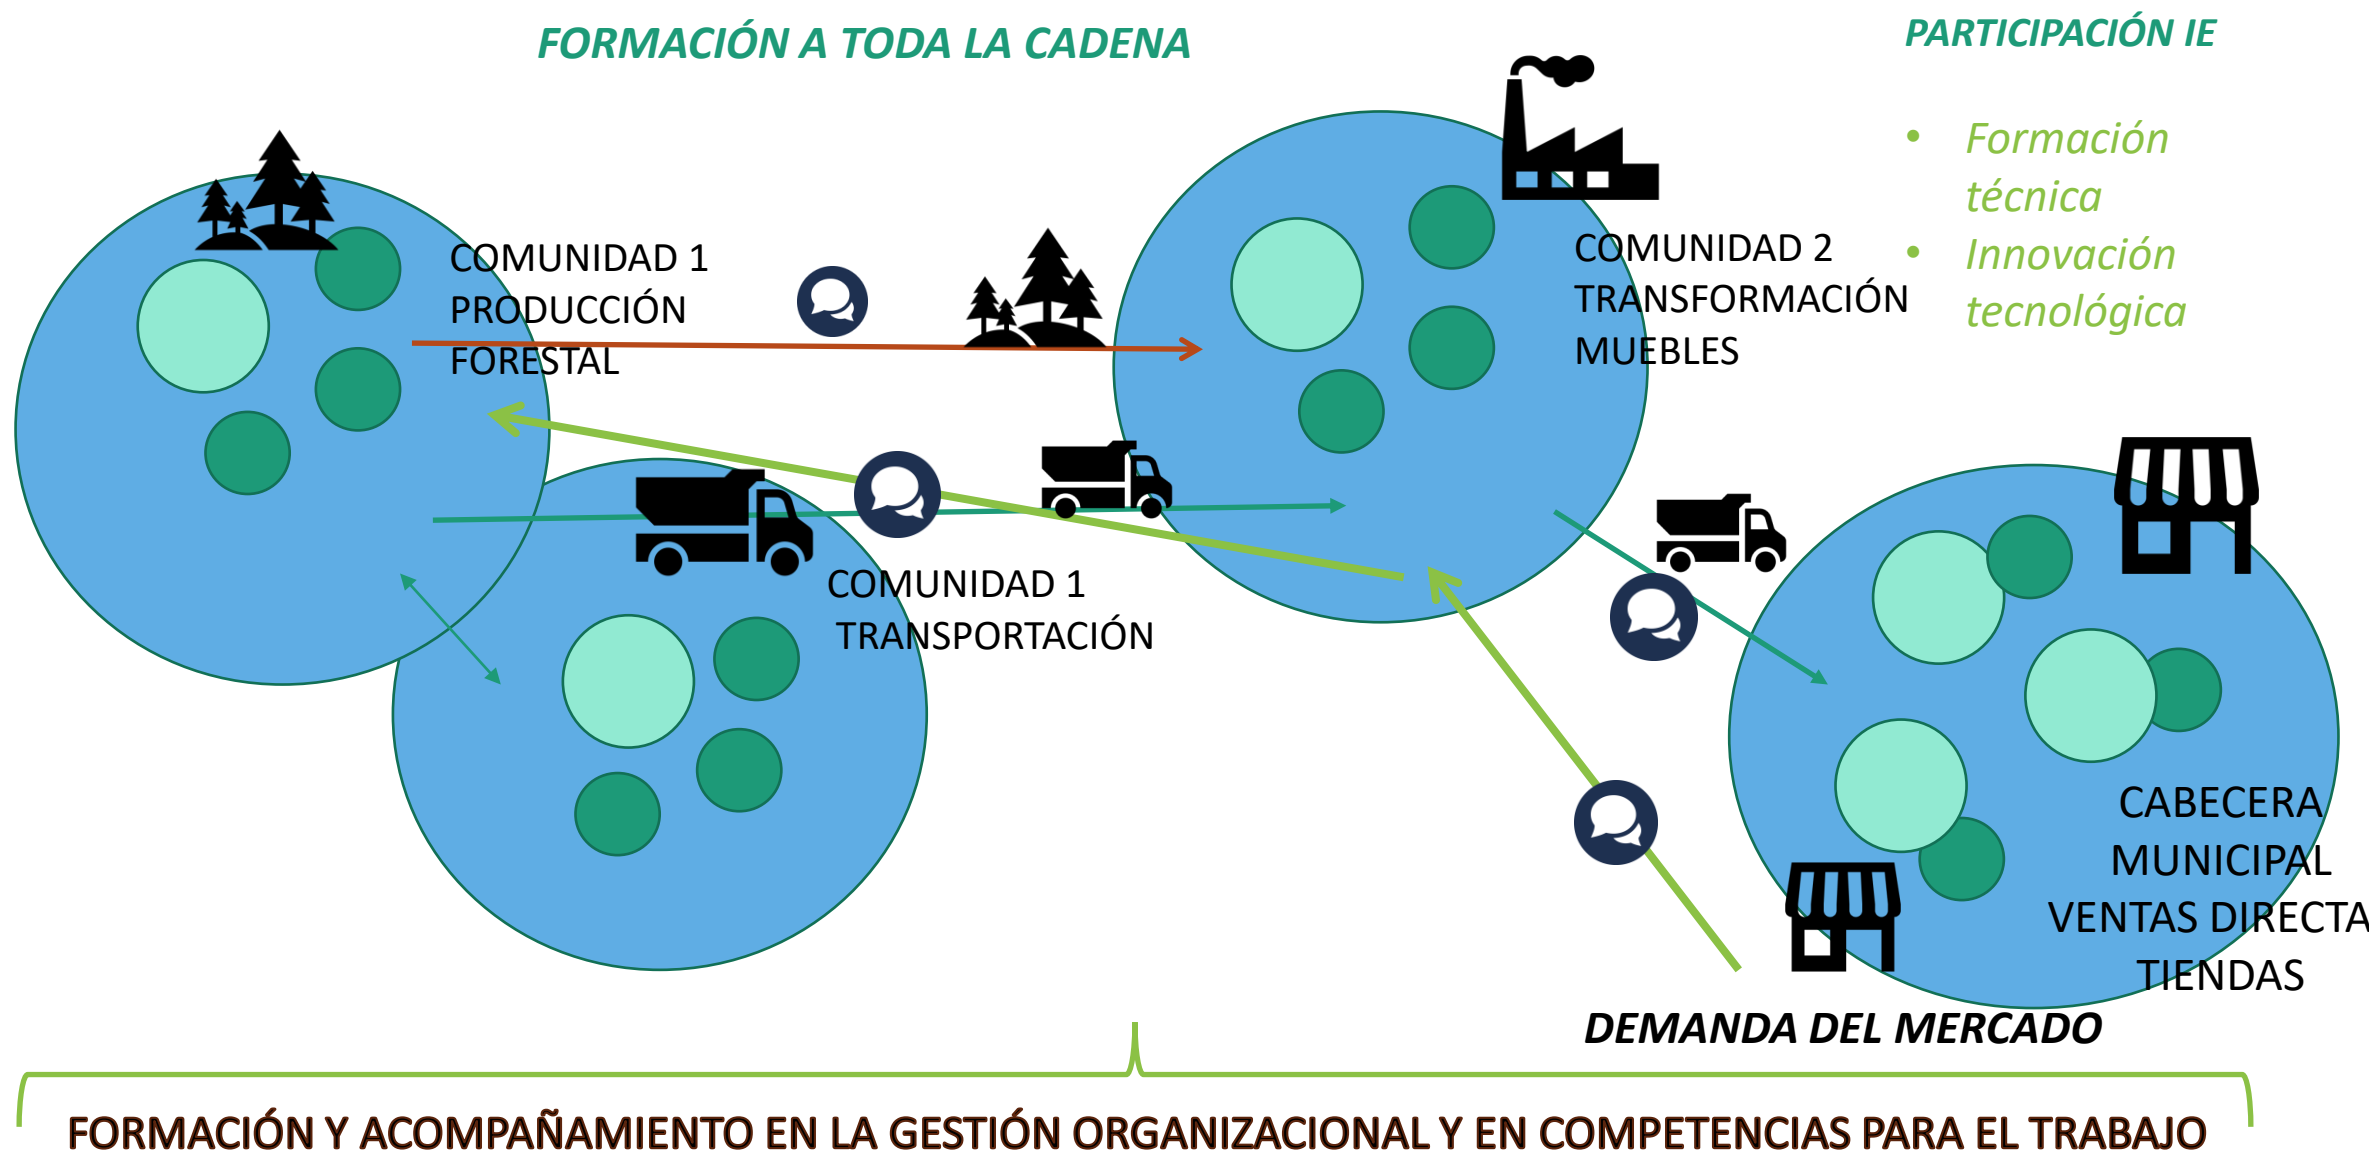 FORMACIÓN A TODA LA CADENA
PARTICIPACIÓN IE
• Formación
técnica
• Innovación
tecnológica
COMUNIDAD 1
PRODUCCIÓN
FORESTAL
COMUNIDAD 2
TRANSFORMACIÓN
MUEBLES
COMUNIDAD 1
TRANSPORTACIÓN
CABECERA
MUNICIPAL
VENTAS DIRECTA
TIENDAS
DEMANDA DEL MERCADO
FORMACIÓN Y ACOMPAÑAMIENTO EN LA GESTIÓN ORGANIZACIONAL Y EN COMPETENCIAS PARA EL TRABAJO